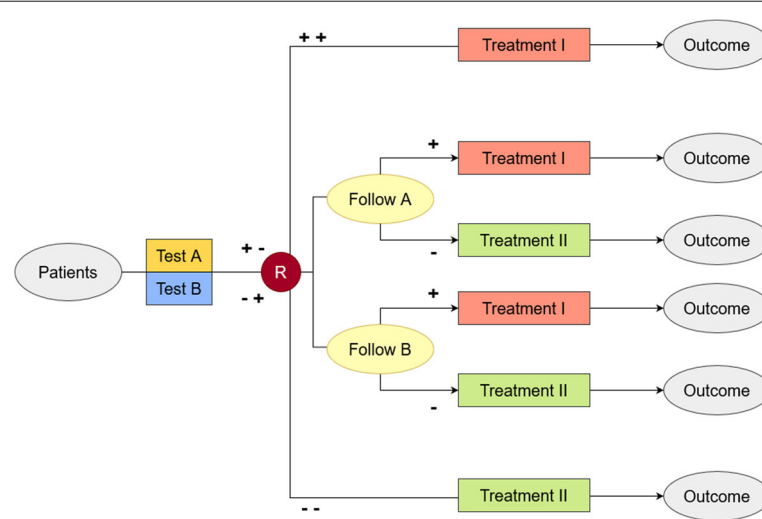 + +
Treatment I
Outcome
+
Treatment I
Outcome
Follow A
-
Treatment II
Outcome
Patients
Test A
Test B
+ -
- +
R
+
Treatment I
Outcome
Follow B
-
Treatment II
Outcome
- -
Treatment II
Outcome